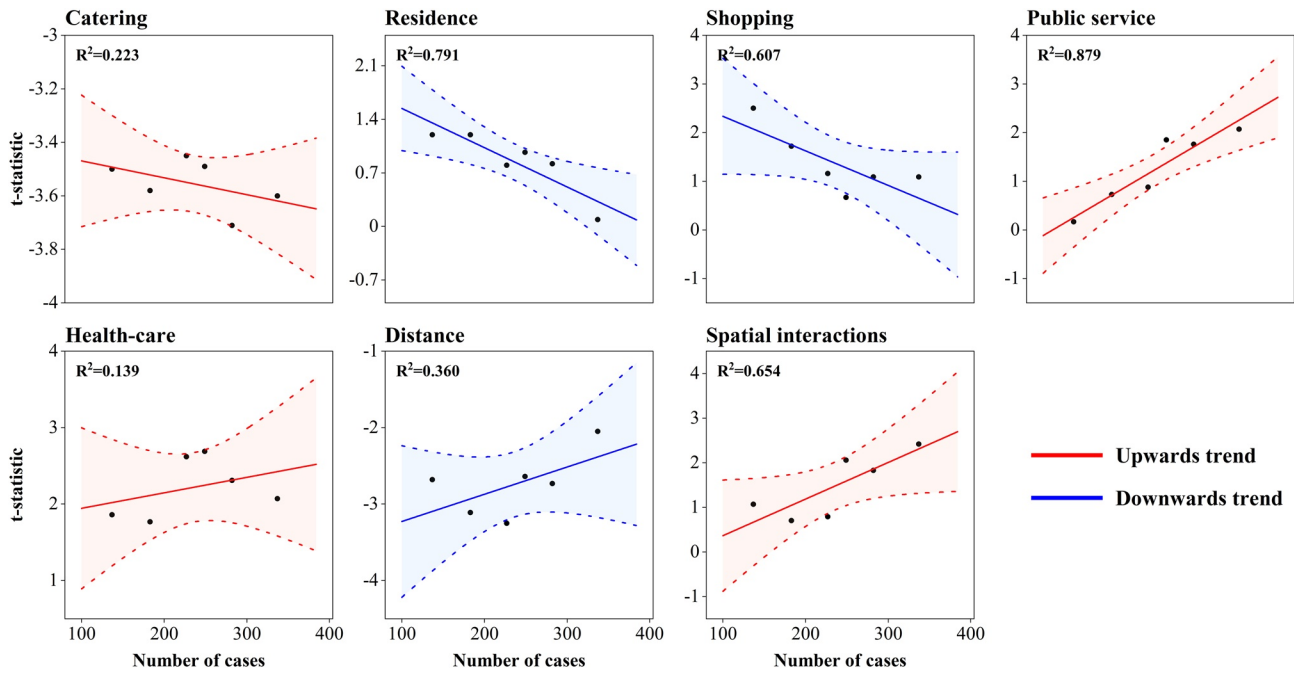 Catering
R²=0.223
t-statistic
-3
-3.2
-3.4
-3.6
-3.8
-4
Residence
R²=0.791
2.1
1.4
0.7
0
-0.7
Shopping
R²=0.607
4
3
2
1
0
-1
Public service
R²=0.879
4
3
2
1
0
-1
Health-care
R²=0.139
t-statistic
4
3
2
1
100 200 300 400
Number of cases
Distance
R²=0.360
-1
-2
-3
-4
100 200 300 400
Number of cases
Spatial interactions
R²=0.654
4
3
2
1
0
-1
100 200 300 400
Number of cases
Upwards trend
Downwards trend